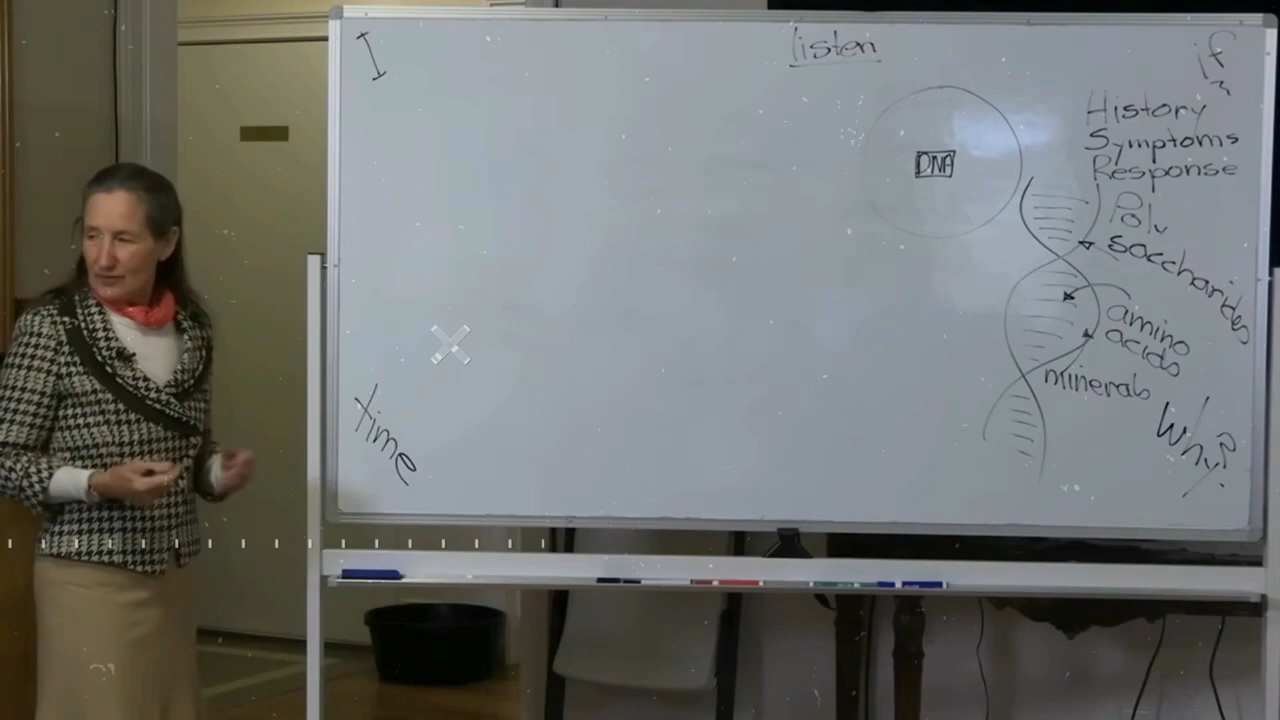 I
listen
if
History
Symptoms
Response
DNA
Poly
saccharides
amino
acids
minerals
Why?
time